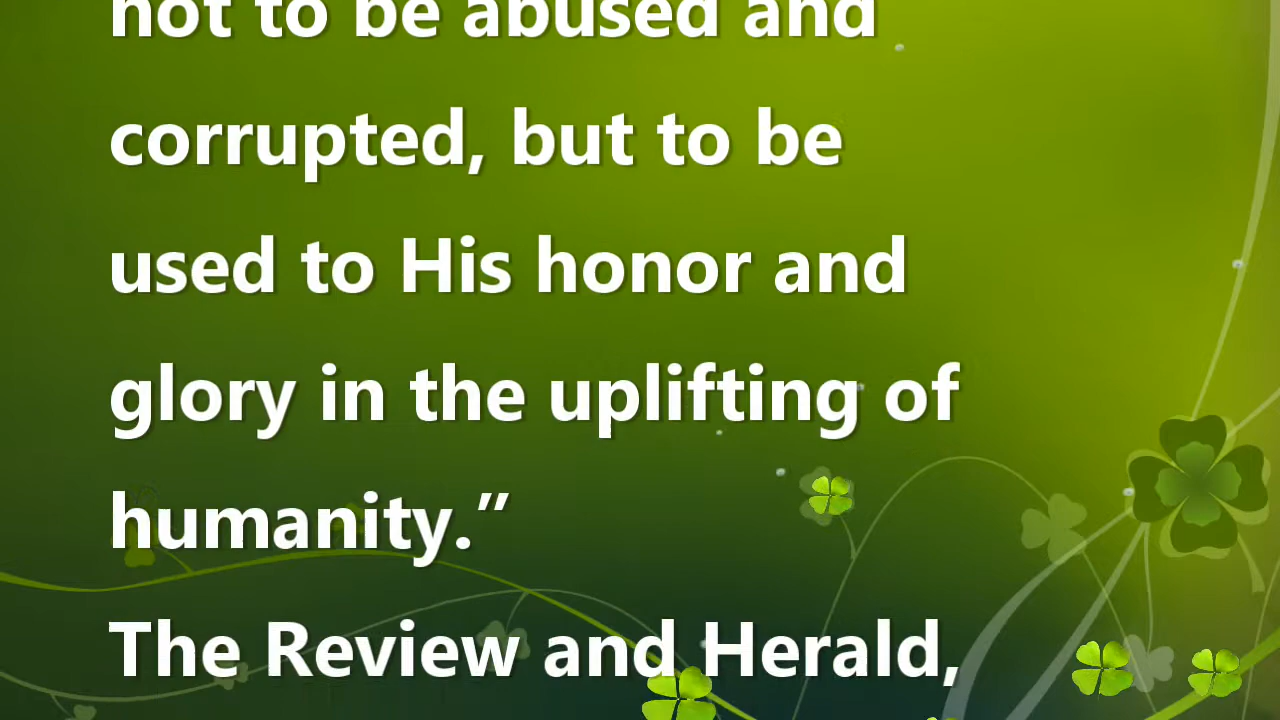 not to be abused and
corrupted, but to be
used to His honor and
glory in the uplifting of
humanity.”
The Review and Herald,